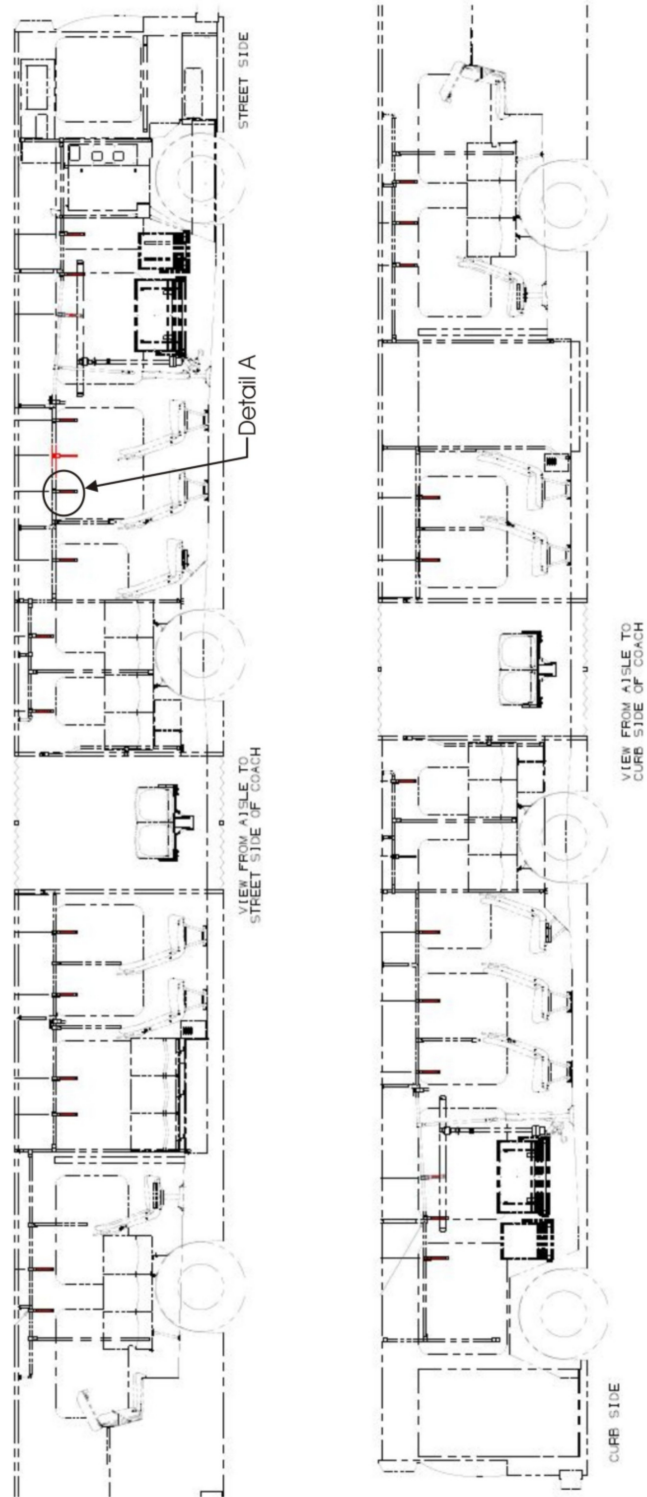 STREET SIDE
Detail A
VIEW FROM AISLE TO
STREET SIDE OF COACH
VIEW FROM AISLE TO
CURB SIDE OF COACH
CURB SIDE